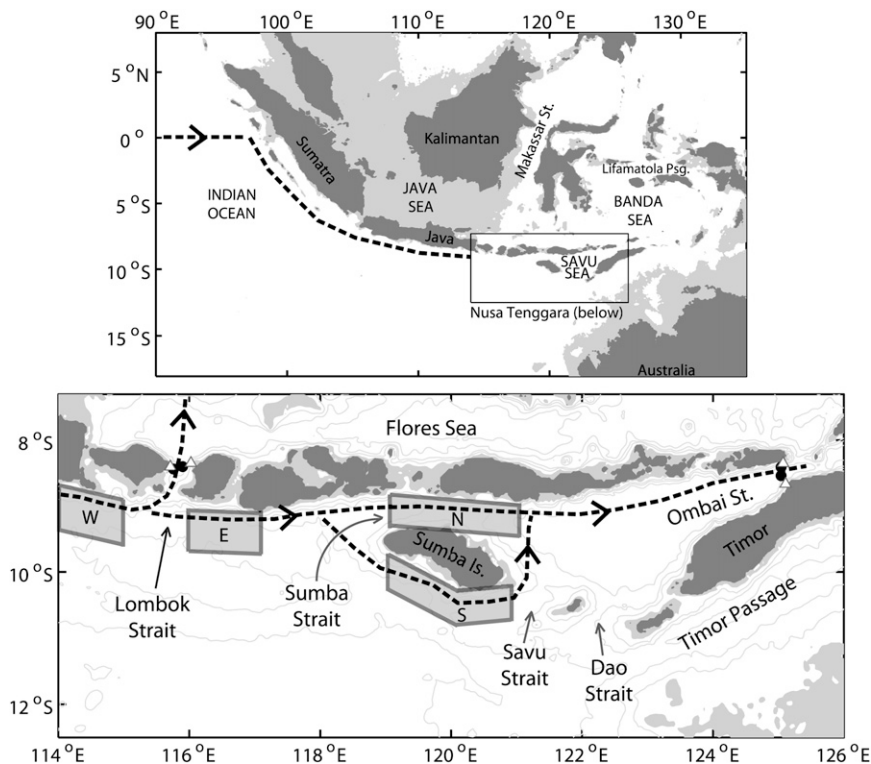 90 °E
100 °E
110 °E
120 °E
130 °E
5 °N
0 °
5 °S
10 °S
15 °S
Sumatra
Kalimantan
Makassar St.
Lifamatola Psg.
INDIAN
OCEAN
JAVA
SEA
BANDA
SEA
Java
SAVU
SEA
Nusa Tenggara (below)
Australia
8 °S
10 °S
12 °S
Flores Sea
W
E
N
S
Sumba Is.
Ombai St.
Timor
Timor Passage
Lombok
Strait
Sumba
Strait
Savu
Strait
Dao
Strait
114 °E
116 °E
118 °E
120 °E
122 °E
124 °E
126 °E